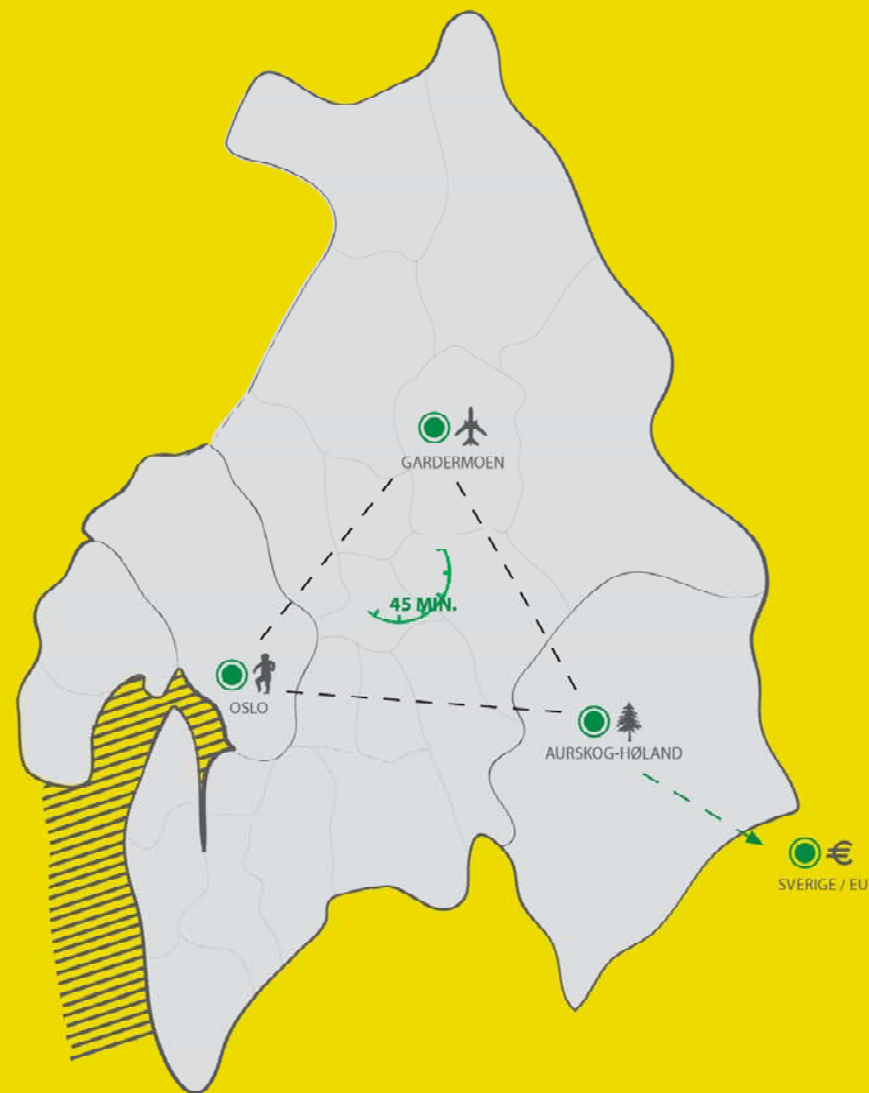 GARDERMOEN
45 MIN.
OSLO
AURSKOG-HØLAND
€
SVERIGE / EU